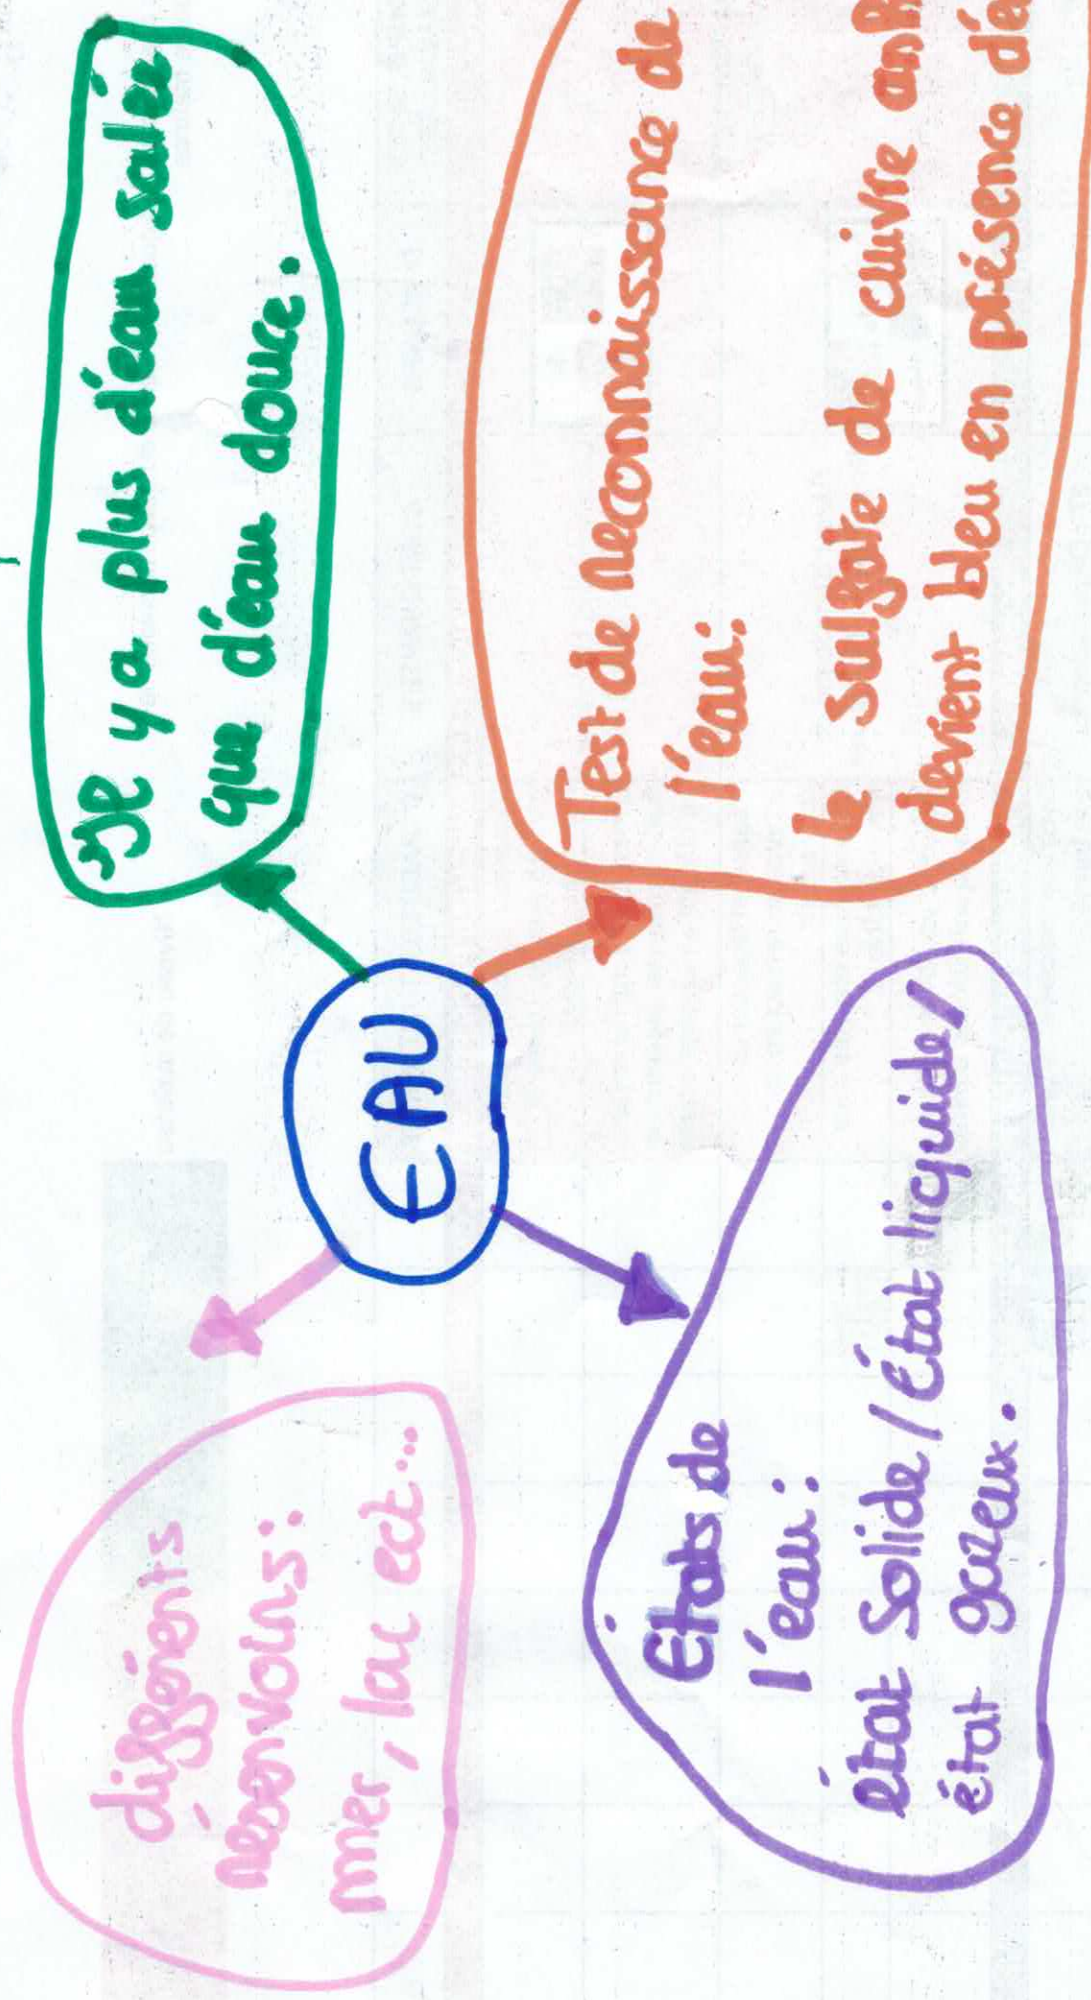 différents
réservoirs:
mer, lac ect...
Il y a plus d'eau salée
que d'eau douce.
EAU
États de
l'eau:
état Solide/État liquide/
état gazeux.
Test de reconnaissance de
l'eau:
Le sulfate de cuivre
devient bleu en présence